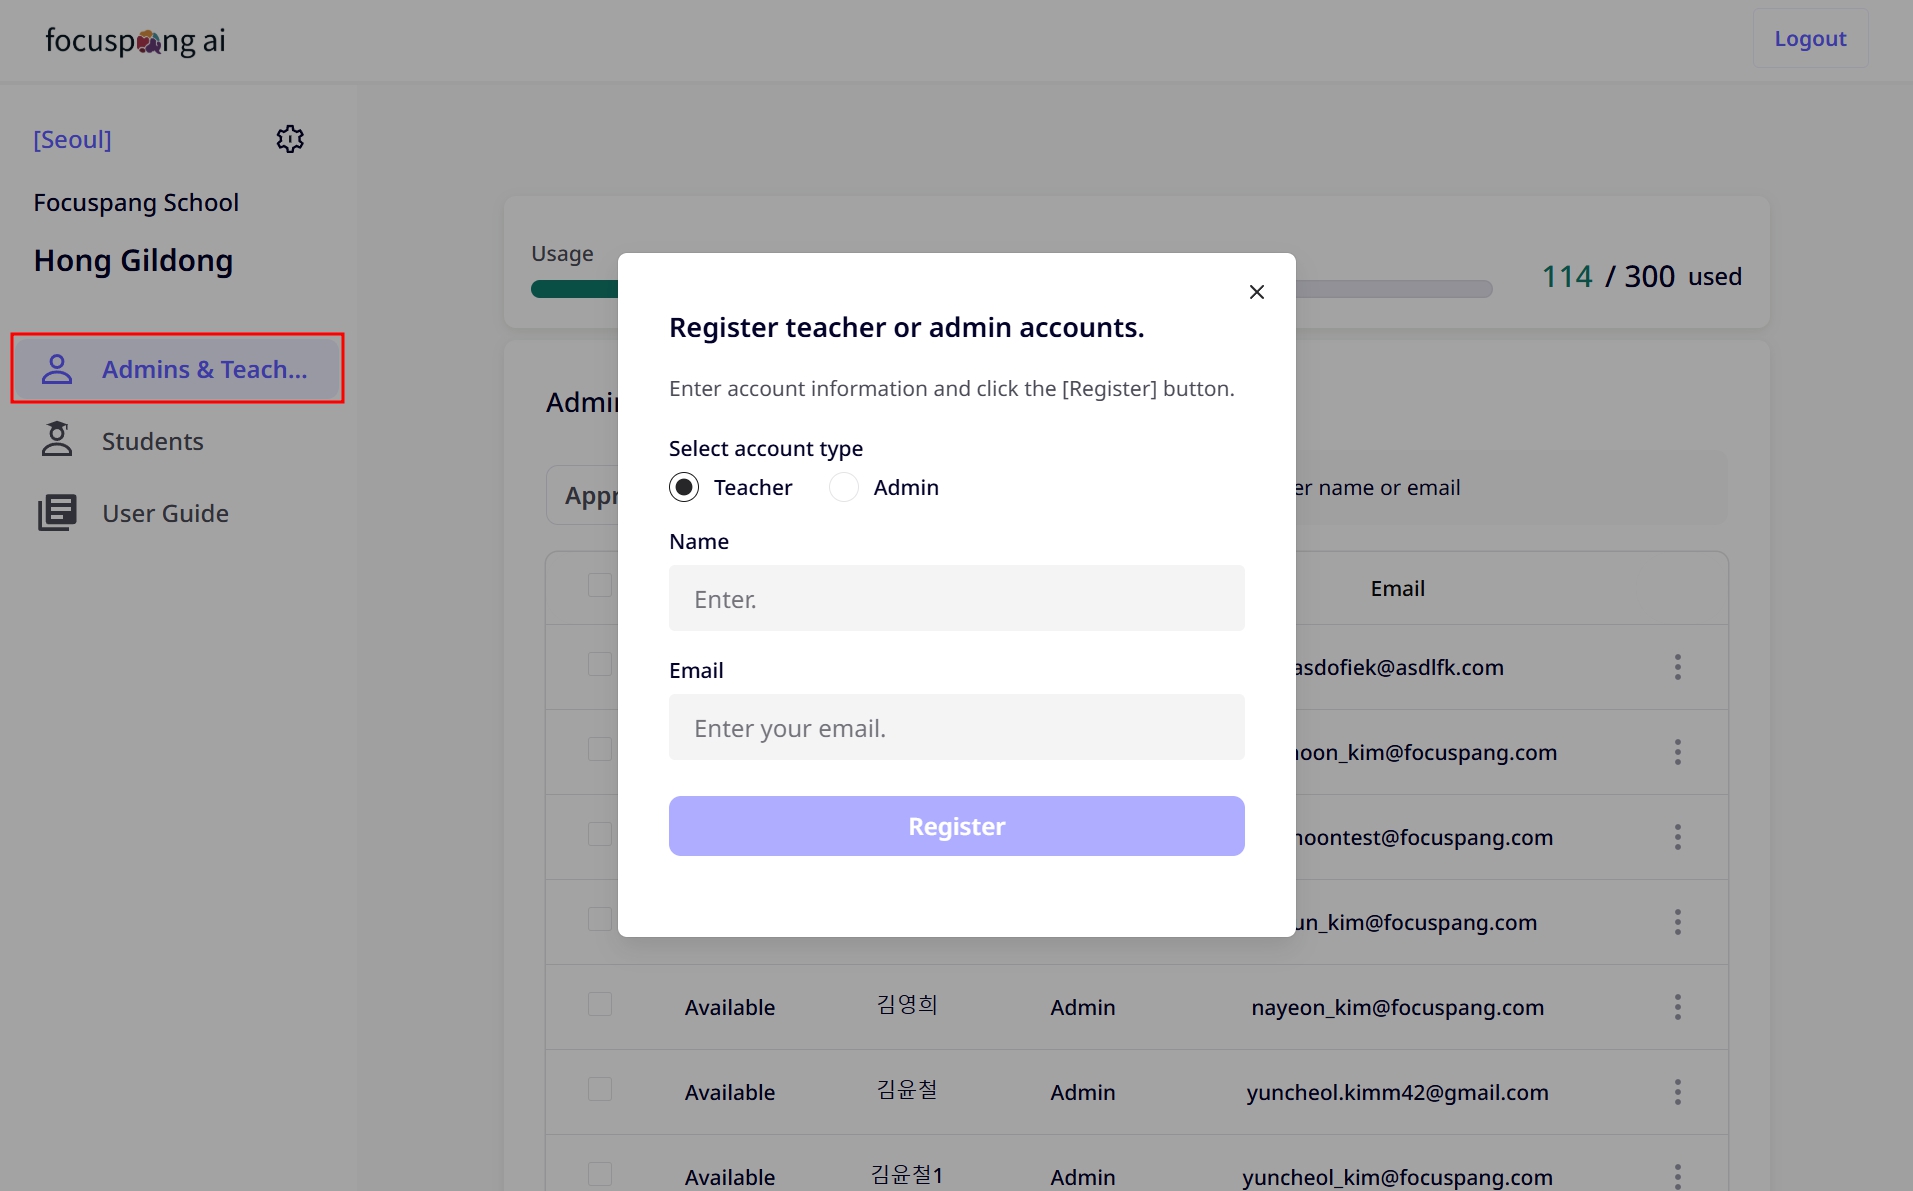 focuspang ai
Logout
[Seoul]
Focuspang School
Hong Gildong
Admins & Teach...
Students
User Guide
Usage
114 / 300 used
Register teacher or admin accounts.
Enter account information and click the [Register] button.
Select account type
Teacher Admin
Name
Enter.
Email
Enter your email.
Register
er name or email
Email
asdofiek@asdlfk.com
oon_kim@focuspang.com
oontest@focuspang.com
un_kim@focuspang.com
Available 김영희 Admin nayeon_kim@focuspang.com
Available 김윤철 Admin yuncheol.kimm42@gmail.com
Available 김윤철1 Admin yuncheol_kim@focuspang.com